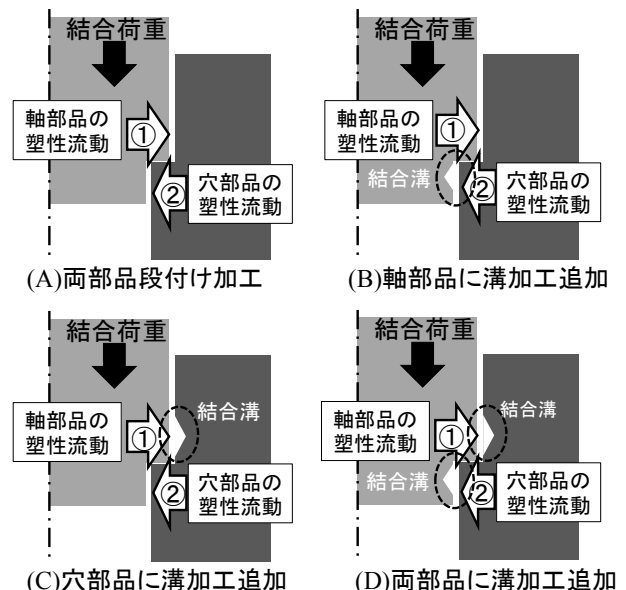 結合荷重
軸部品の
塑性流動
①
②
穴部品の
塑性流動
(A)両部品段付け加工
結合荷重
軸部品の
塑性流動
①
結合溝
②
穴部品の
塑性流動
(B)軸部品に溝加工追加
結合荷重
結合溝
軸部品の
塑性流動
①
②
穴部品の
塑性流動
(C)穴部品に溝加工追加
結合荷重
結合溝
軸部品の
塑性流動
①
結合溝
②
穴部品の
塑性流動
(D)両部品に溝加工追加